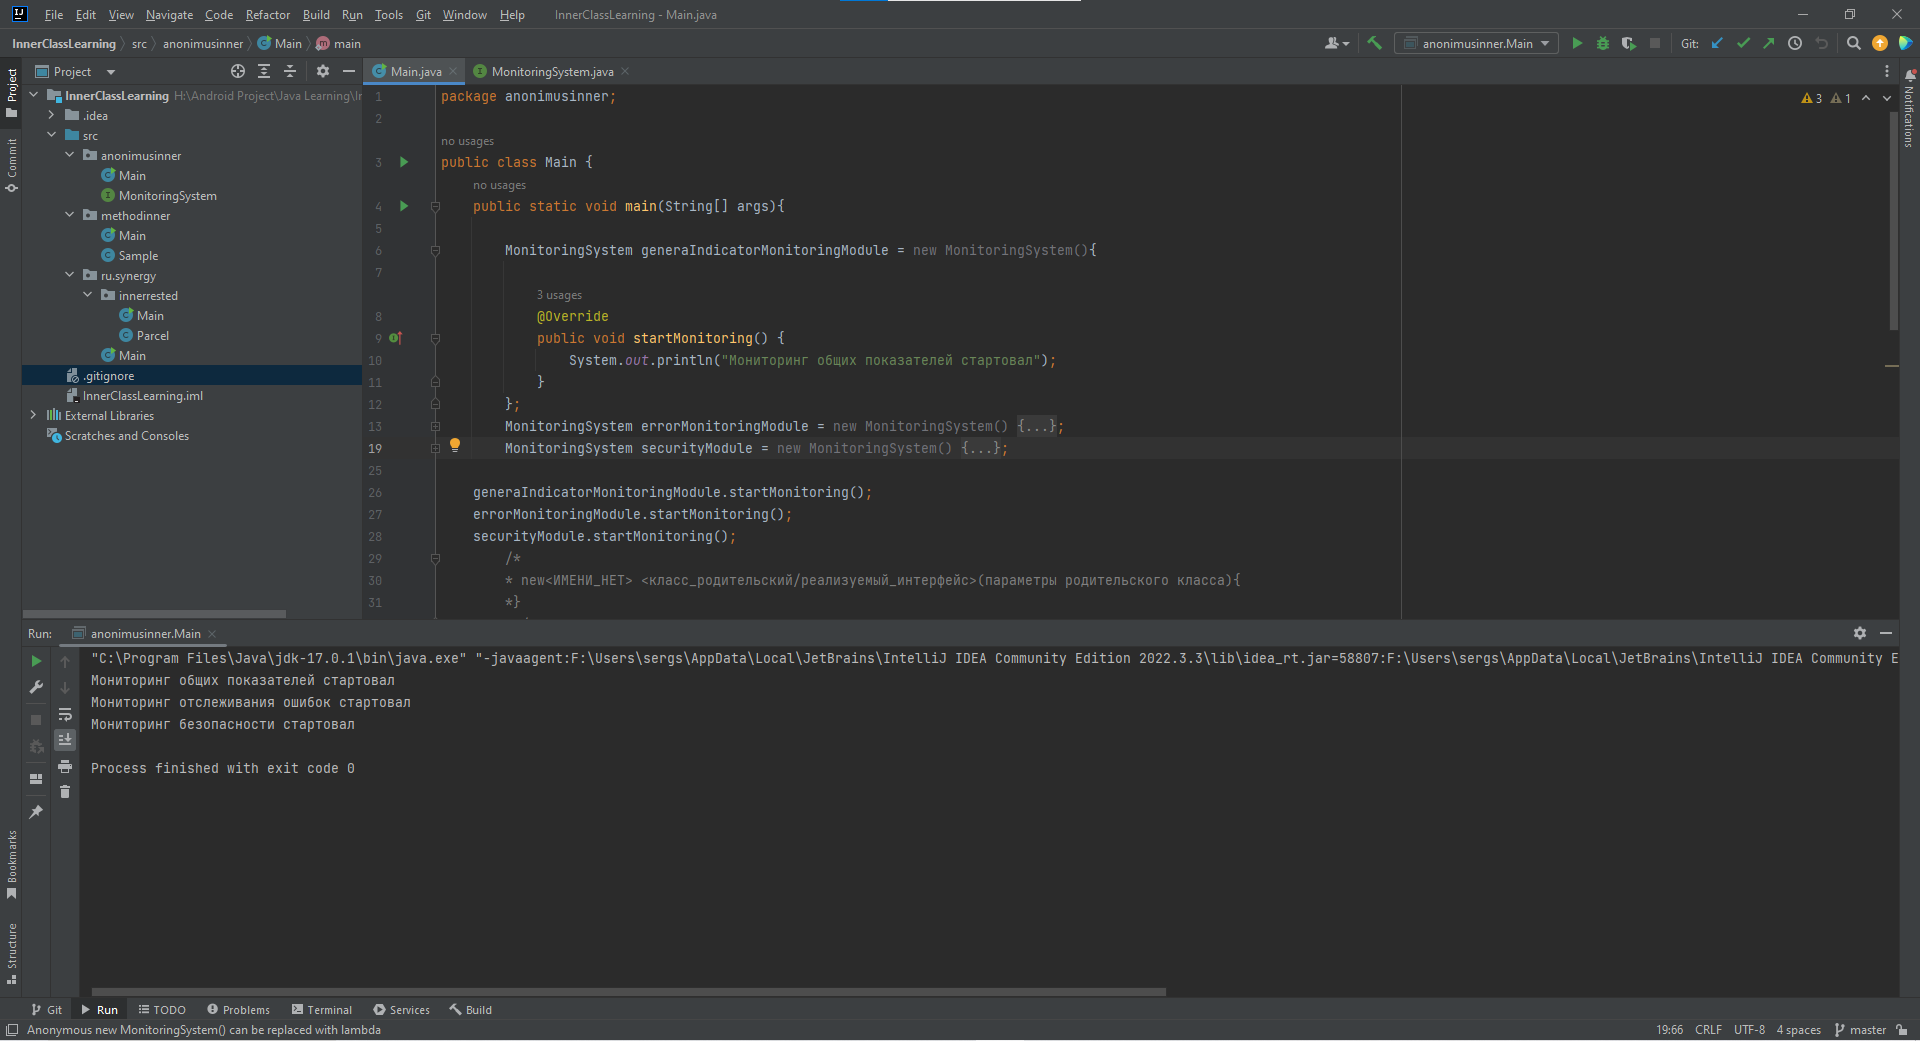 File Edit View Navigate Code Refactor Build Run Tools Git Window Help InnerClassLearning - Main.java
InnerClassLearning src anonimusinner Main main anonimusinner.Main Git:
Project
Main.java MonitoringSystem.java
Project
Commit
Bookmarks
Structure
Notifications
InnerClassLearning H:\Android Project\Java Learning\
.idea
src
anonimusinner
Main
MonitoringSystem
methodinner
Main
Sample
ru.synergy
innerrested
Main
Parcel
Main
.gitignore
InnerClassLearning.iml
External Libraries
Scratches and Consoles
3 1
1 package anonimusinner;
2
no usages
3 public class Main {
no usages
4 public static void main(String[] args){
5
6 MonitoringSystem generaIndicatorMonitoringModule = new MonitoringSystem(){
7
3 usages
8 @Override
9 public void startMonitoring() {
10 System.out.println("Мониторинг общих показателей стартовал");
11 }
12 };
13 MonitoringSystem errorMonitoringModule = new MonitoringSystem() {...};
19 MonitoringSystem securityModule = new MonitoringSystem() {...};
25
26 generaIndicatorMonitoringModule.startMonitoring();
27 errorMonitoringModule.startMonitoring();
28 securityModule.startMonitoring();
29 /*
30 * new<ИМЕНИ_НЕТ> <класс_родительский/реализуемый_интерфейс>(параметры родительского класса){
31 *}
Run: anonimusinner.Main
"C:\Program Files\Java\jdk-17.0.1\bin\java.exe" "-javaagent:F:\Users\sergs\AppData\Local\JetBrains\IntelliJ IDEA Community Edition 2022.3.3\lib\idea_rt.jar=58807:F:\Users\sergs\AppData\Local\JetBrains\IntelliJ IDEA Community E
Мониторинг общих показателей стартовал
Мониторинг отслеживания ошибок стартовал
Мониторинг безопасности стартовал
Process finished with exit code 0
Git Run TODO Problems Terminal Services Build
Anonymous new MonitoringSystem() can be replaced with lambda 19:66 CRLF UTF-8 4 spaces master